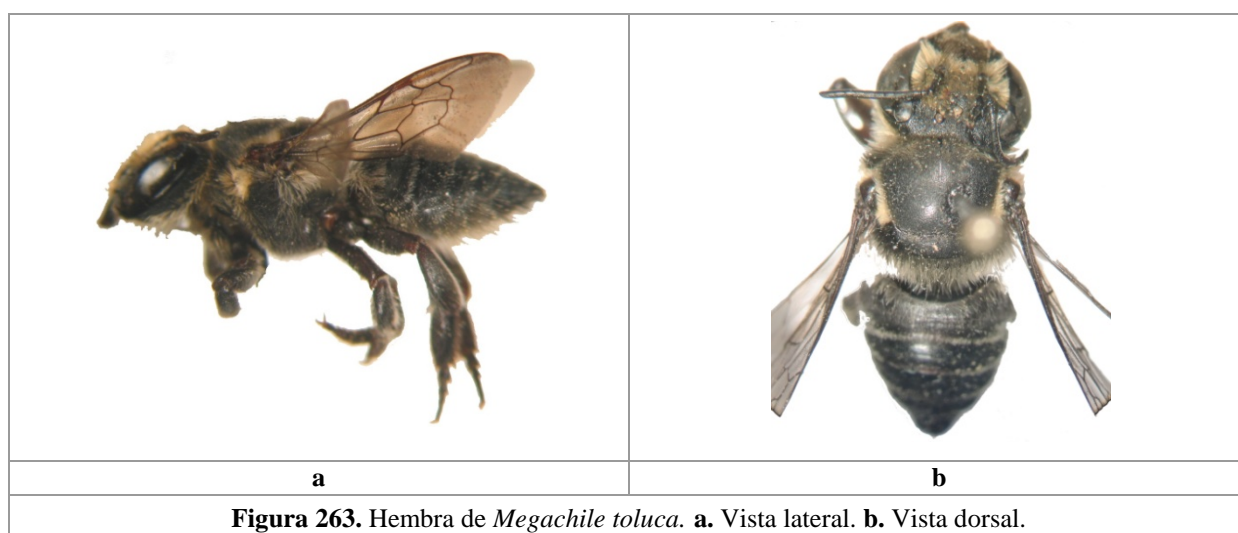 a
b
Figura 263. Hembra de Megachile toluca. a. Vista lateral. b. Vista dorsal.